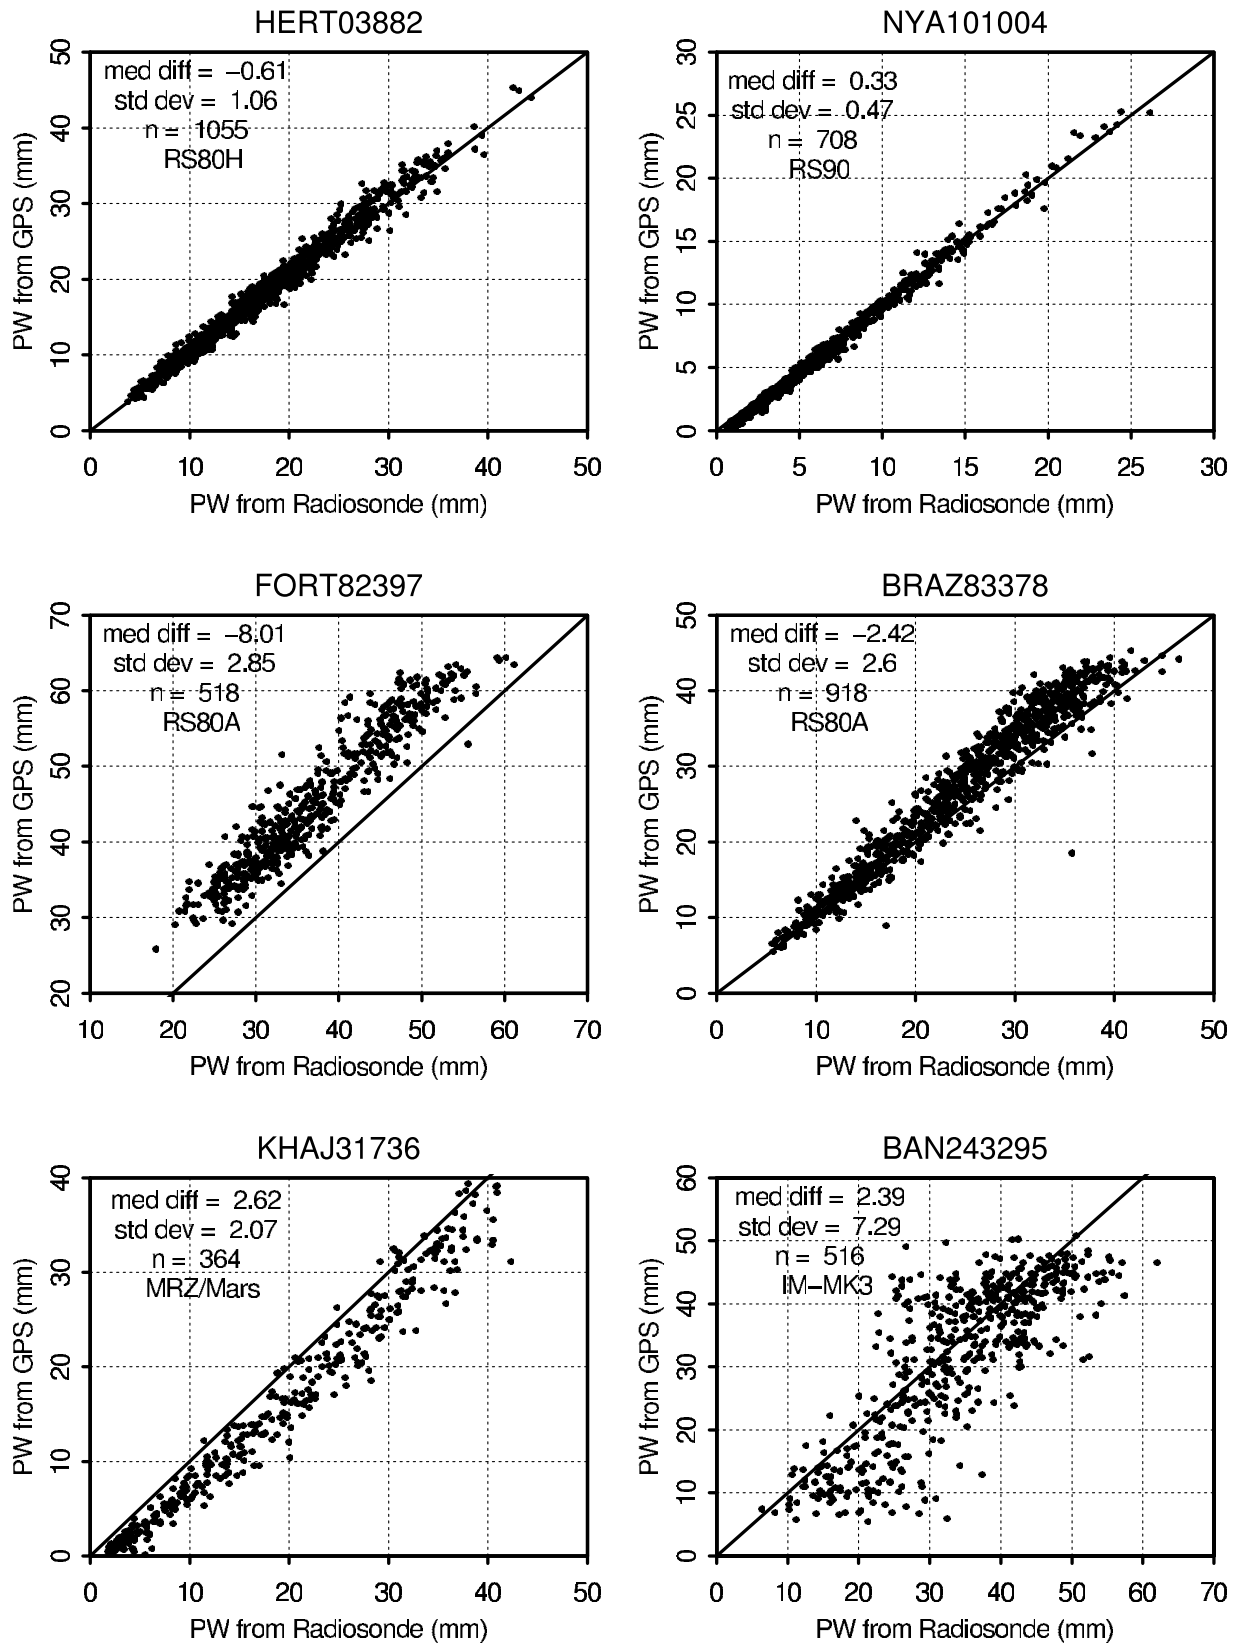 HERT03882
med diff = −0.61
std dev = 1.06
n = 1055
RS80H
PW from GPS (mm)
0 10 20 30 40 50
0 10 20 30 40 50
PW from Radiosonde (mm)
NYA101004
med diff = 0.33
std dev = 0.47
n = 708
RS90
PW from GPS (mm)
0 5 10 15 20 25 30
0 5 10 15 20 25 30
PW from Radiosonde (mm)
FORT82397
med diff = −8.01
std dev = 2.85
n = 518
RS80A
PW from GPS (mm)
20 30 40 50 60 70
10 20 30 40 50 60 70
PW from Radiosonde (mm)
BRAZ83378
med diff = −2.42
std dev = 2.6
n = 918
RS80A
PW from GPS (mm)
0 10 20 30 40 50
0 10 20 30 40 50
PW from Radiosonde (mm)
KHAJ31736
med diff = 2.62
std dev = 2.07
n = 364
MRZ/Mars
PW from GPS (mm)
0 10 20 30 40
0 10 20 30 40 50
PW from Radiosonde (mm)
BAN243295
med diff = 2.39
std dev = 7.29
n = 516
IM−MK3
PW from GPS (mm)
0 10 20 30 40 50 60
0 10 20 30 40 50 60 70
PW from Radiosonde (mm)